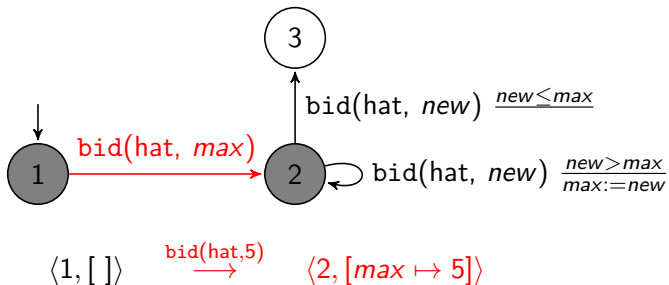 3
bid(hat, new) new≤max
bid(hat, max)
1
2
bid(hat, new) new>max
max:=new
bid(hat,5)
⟨1, [ ]⟩ ⟶ ⟨2, [max ↦ 5]⟩